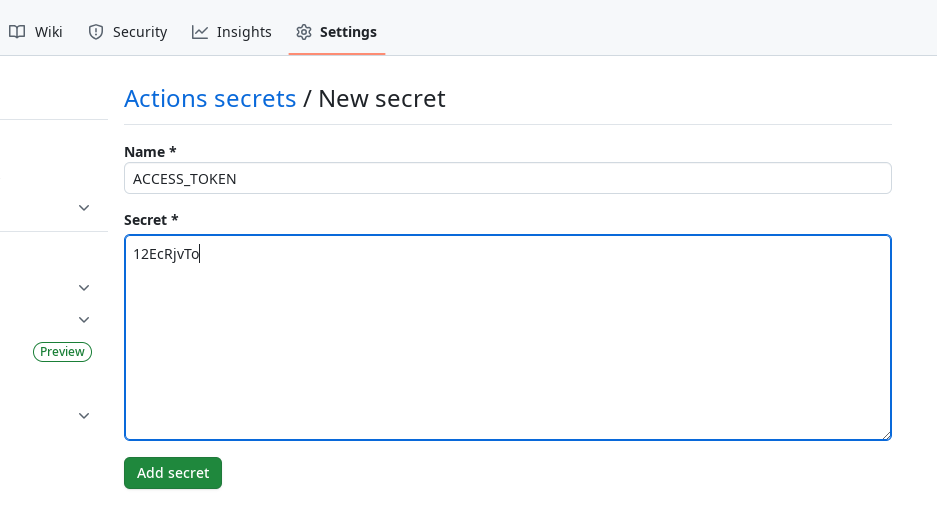 Wiki Security Insights Settings
Actions secrets / New secret
Name *
ACCESS_TOKEN
Secret *
12EcRjvTo
Preview
Add secret